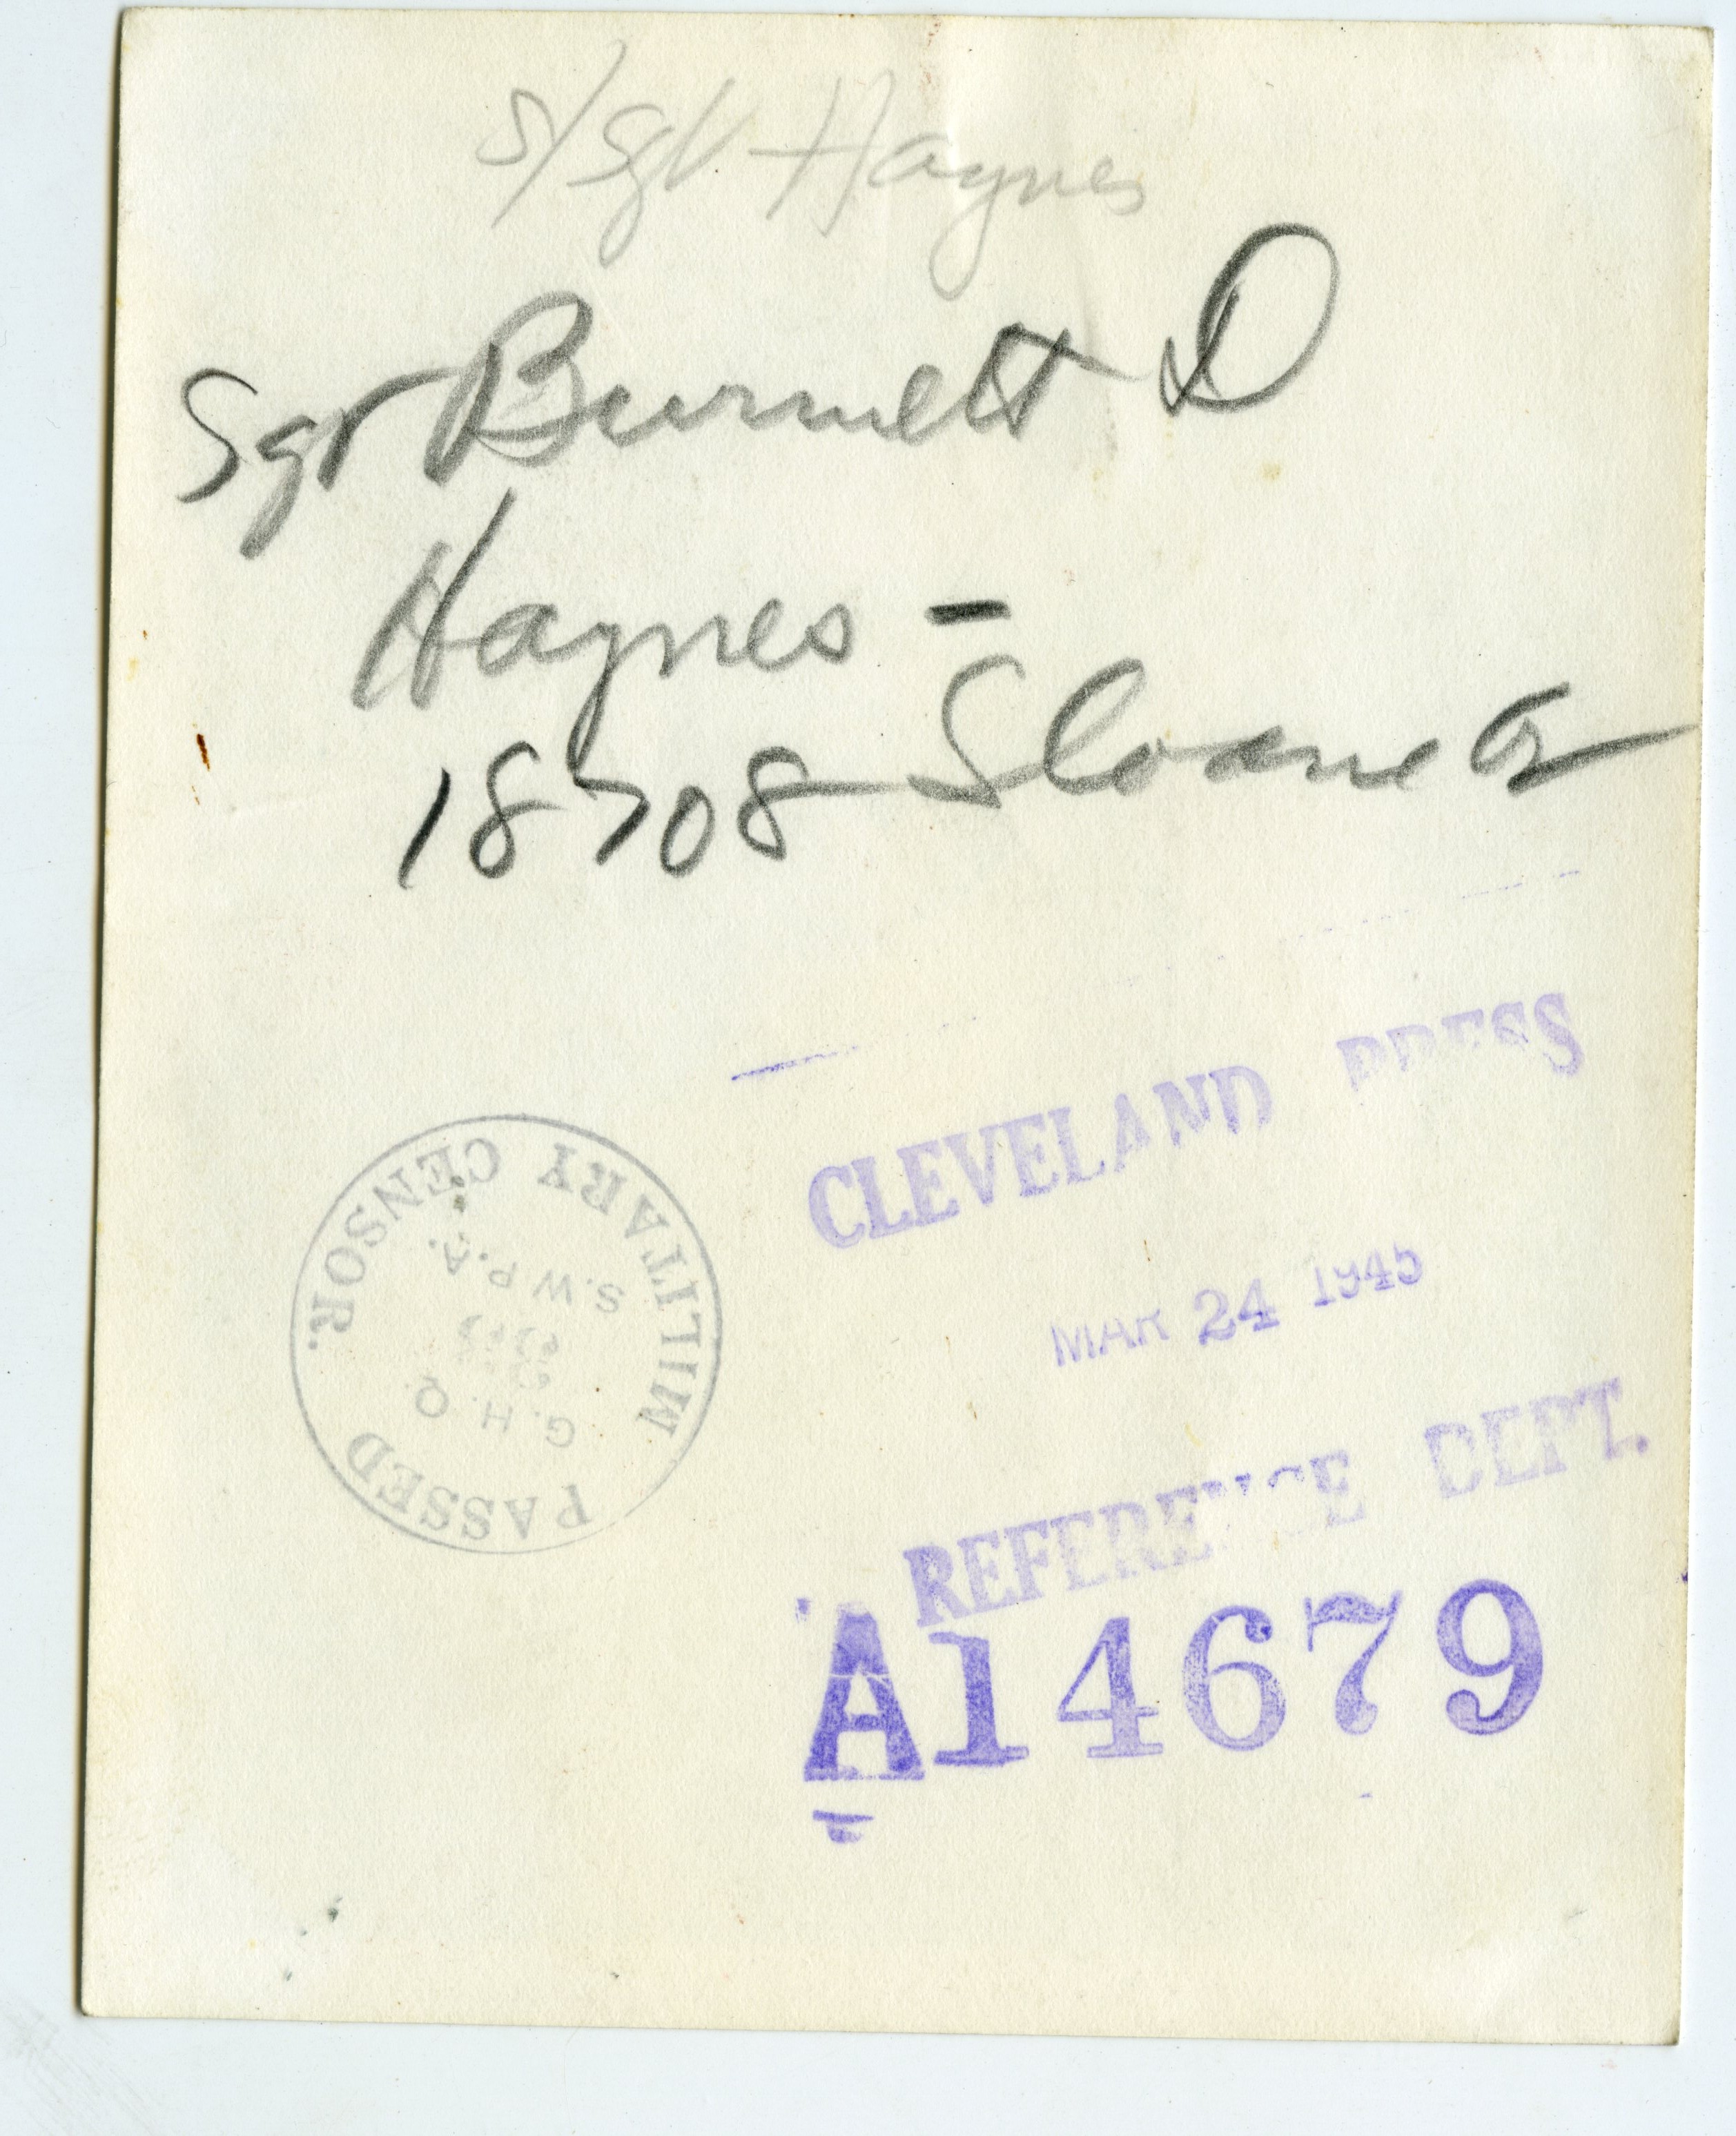 S/Sgt Haynes
Sgt Burnett D
Haynes –
18708 Sloane
CLEVELAND PRESS
MAR 24 1945
REFERENCE DEPT.
A14679
PASSED
MILITARY CENSOR.
G. H. Q.
S.W.P.A.